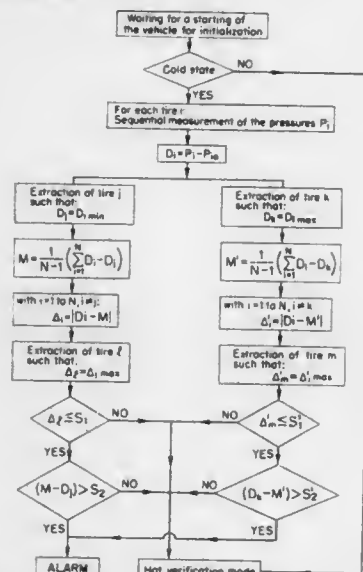 Waiting for a starting of
the vehicle for initialization
Cold state
NO
YES
For each tire i:
Sequential measurement of the pressures Pi
Di=Pi-Pio
Extraction of tire j
such that:
Dj=Di min
Extraction of tire k
such that:
Dk=Di max
M=1/N-1(∑i=1N Di-Dj)
M'=1/N-1(∑i=1N Di-Dk)
with i=1 to N, i≠j:
Δi=|Di-M|
with i=1 to N, i≠k
Δ'i=|Di-M'|
Extraction of tire ℓ
such that:
Δℓ=Δi max
Extraction of tire m
such that:
Δ'm=Δ'i max
Δℓ≤S1
NO
NO
Δ'm≤S'1
YES
YES
(M-Dj)>S2
NO
NO
(Dk-M')>S'2
YES
YES
ALARM
Hot verification mode